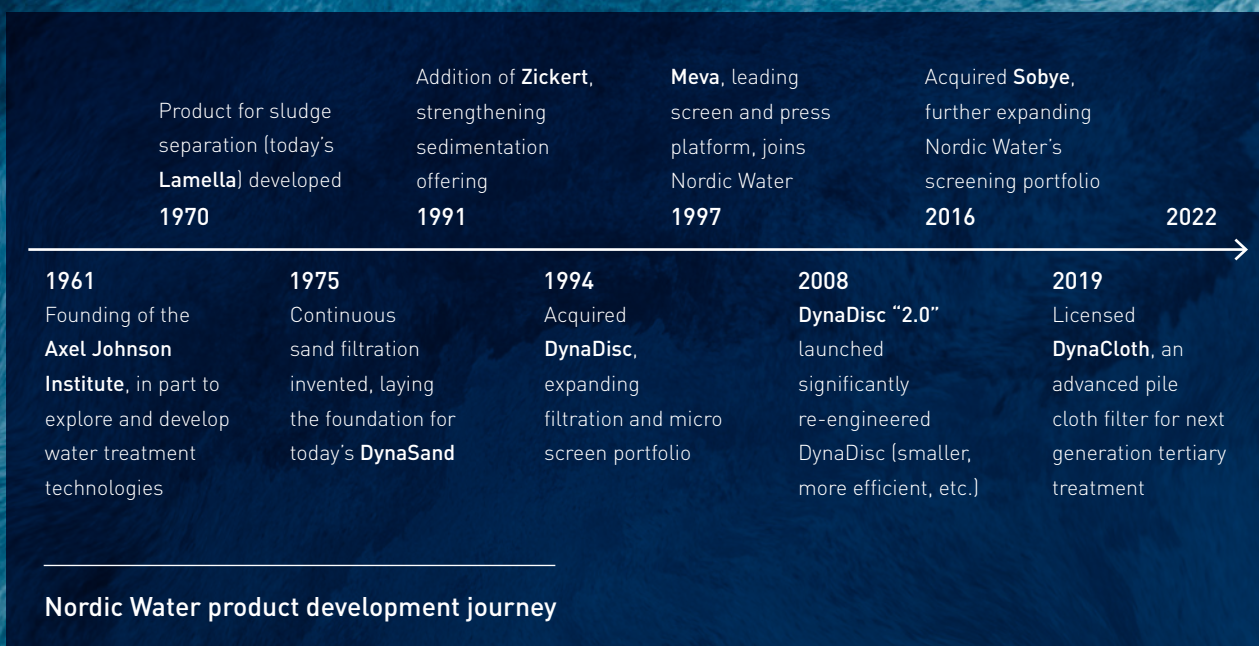 Product for sludge
separation (today's
Lamella) developed
1970
Addition of Zickert,
strengthening
sedimentation
offering
1991
Meva, leading
screen and press
platform, joins
Nordic Water
1997
Acquired Sobye,
further expanding
Nordic Water's
screening portfolio
2016
2022
1961
Founding of the
Axel Johnson
Institute, in part to
explore and develop
water treatment
technologies
1975
Continuous
sand filtration
invented, laying
the foundation for
today's DynaSand
1994
Acquired
DynaDisc,
expanding
filtration and micro
screen portfolio
2008
DynaDisc “2.0”
launched
significantly
re-engineered
DynaDisc (smaller,
more efficient, etc.)
2019
Licensed
DynaCloth, an
advanced pile
cloth filter for next
generation tertiary
treatment
Nordic Water product development journey